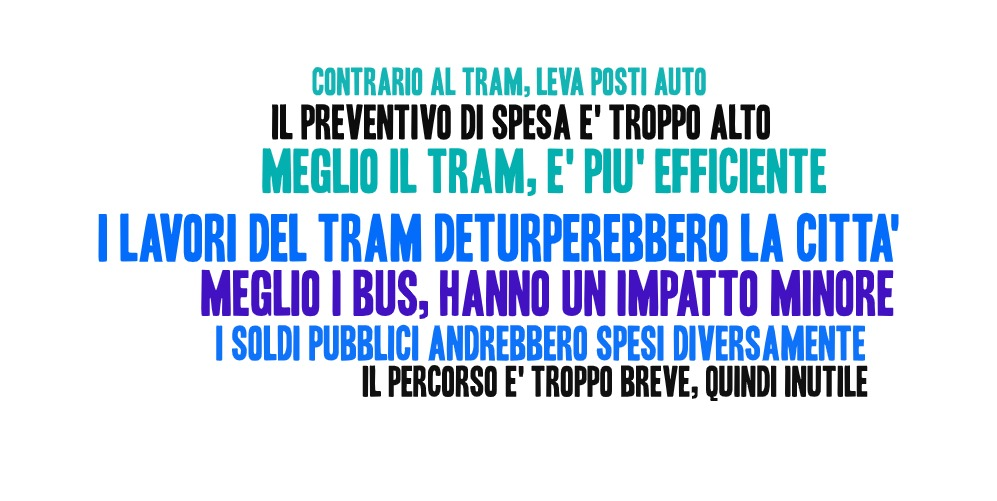 CONTRARIO AL TRAM, LEVA POSTI AUTO
IL PREVENTIVO DI SPESA E' TROPPO ALTO
MEGLIO IL TRAM, E' PIU' EFFICIENTE
I LAVORI DEL TRAM DETURPEREBBERO LA CITTA'
MEGLIO I BUS, HANNO UN IMPATTO MINORE
I SOLDI PUBBLICI ANDREBBERO SPESI DIVERSAMENTE
IL PERCORSO E' TROPPO BREVE, QUINDI INUTILE